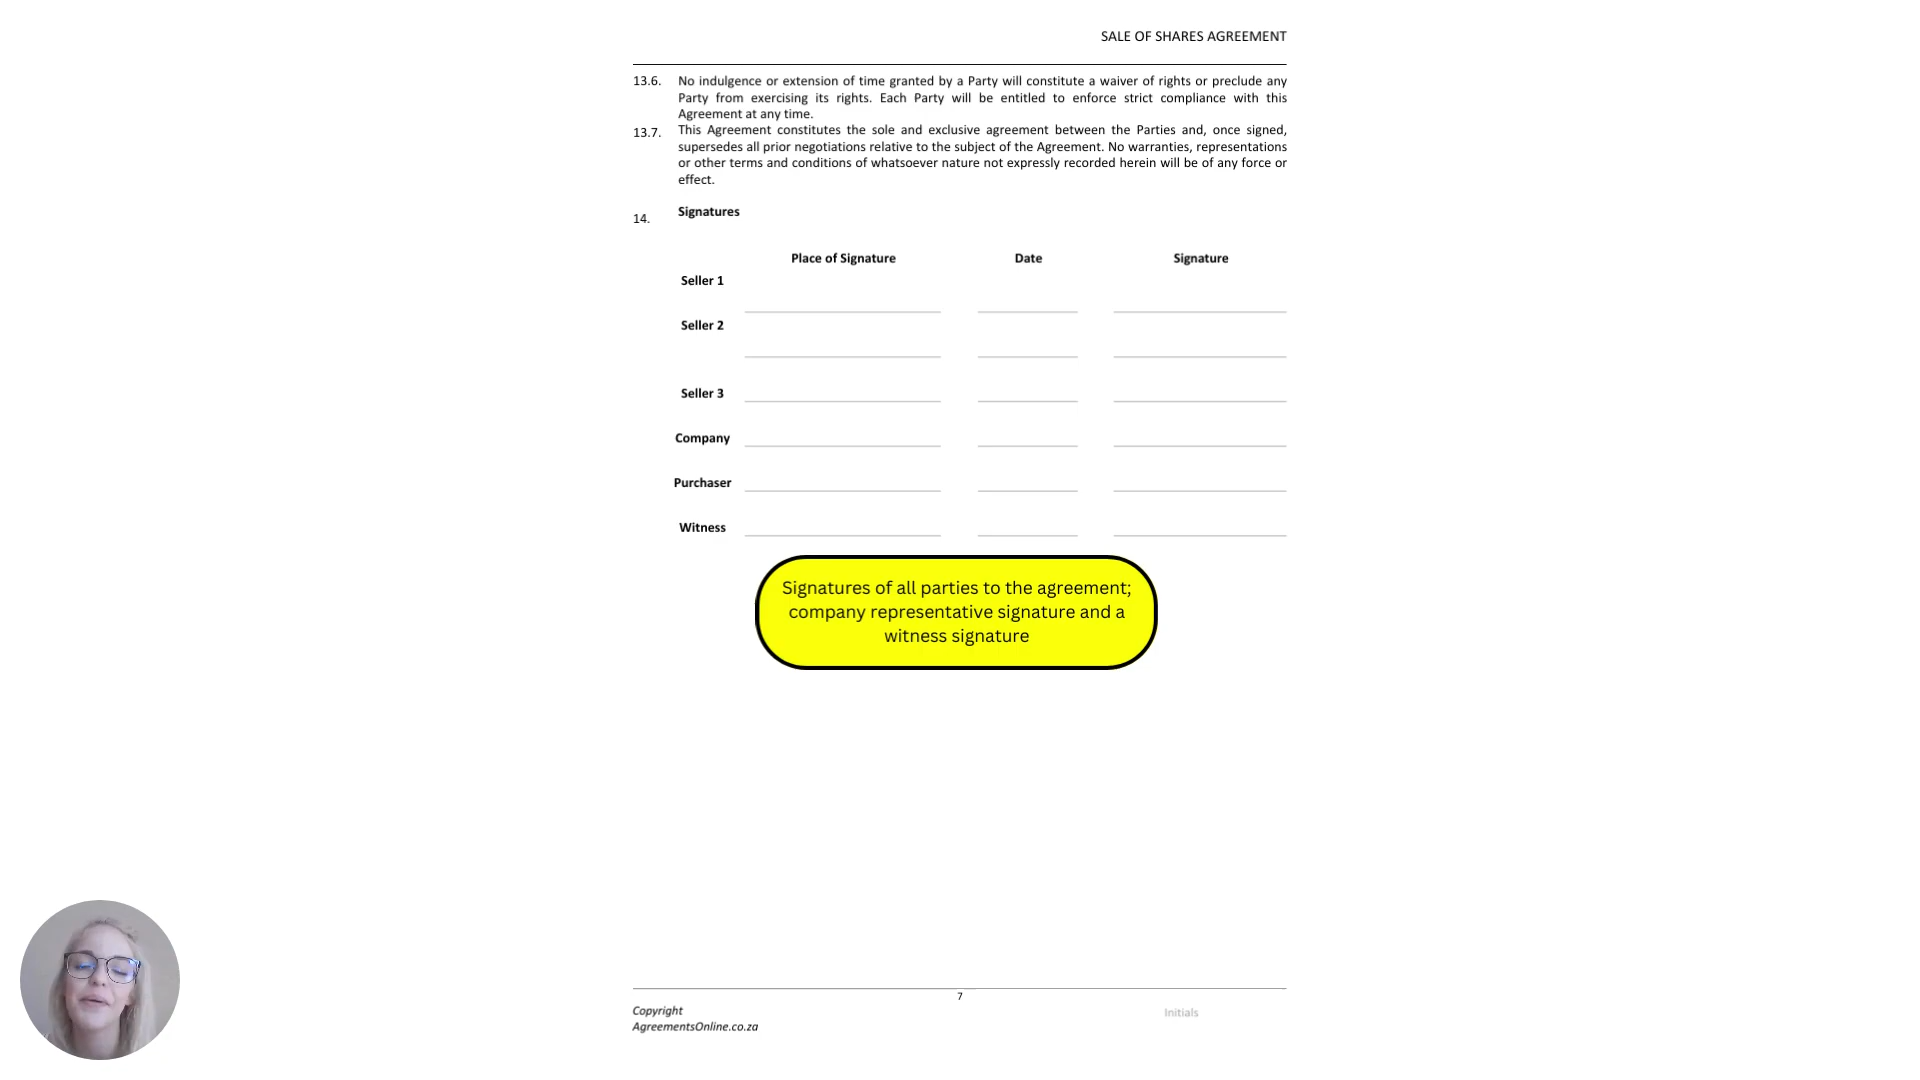 SALE OF SHARES AGREEMENT
13.6. No indulgence or extension of time granted by a Party will constitute a waiver of rights or preclude any
Party from exercising its rights. Each Party will be entitled to enforce strict compliance with this
Agreement at any time.
13.7. This Agreement constitutes the sole and exclusive agreement between the Parties and, once signed,
supersedes all prior negotiations relative to the subject of the Agreement. No warranties, representations
or other terms and conditions of whatsoever nature not expressly recorded herein will be of any force or
effect.
14. Signatures
Place of Signature Date Signature
Seller 1
Seller 2
Seller 3
Company
Purchaser
Witness
Signatures of all parties to the agreement;
company representative signature and a
witness signature
7
Copyright Initials
AgreementsOnline.co.za